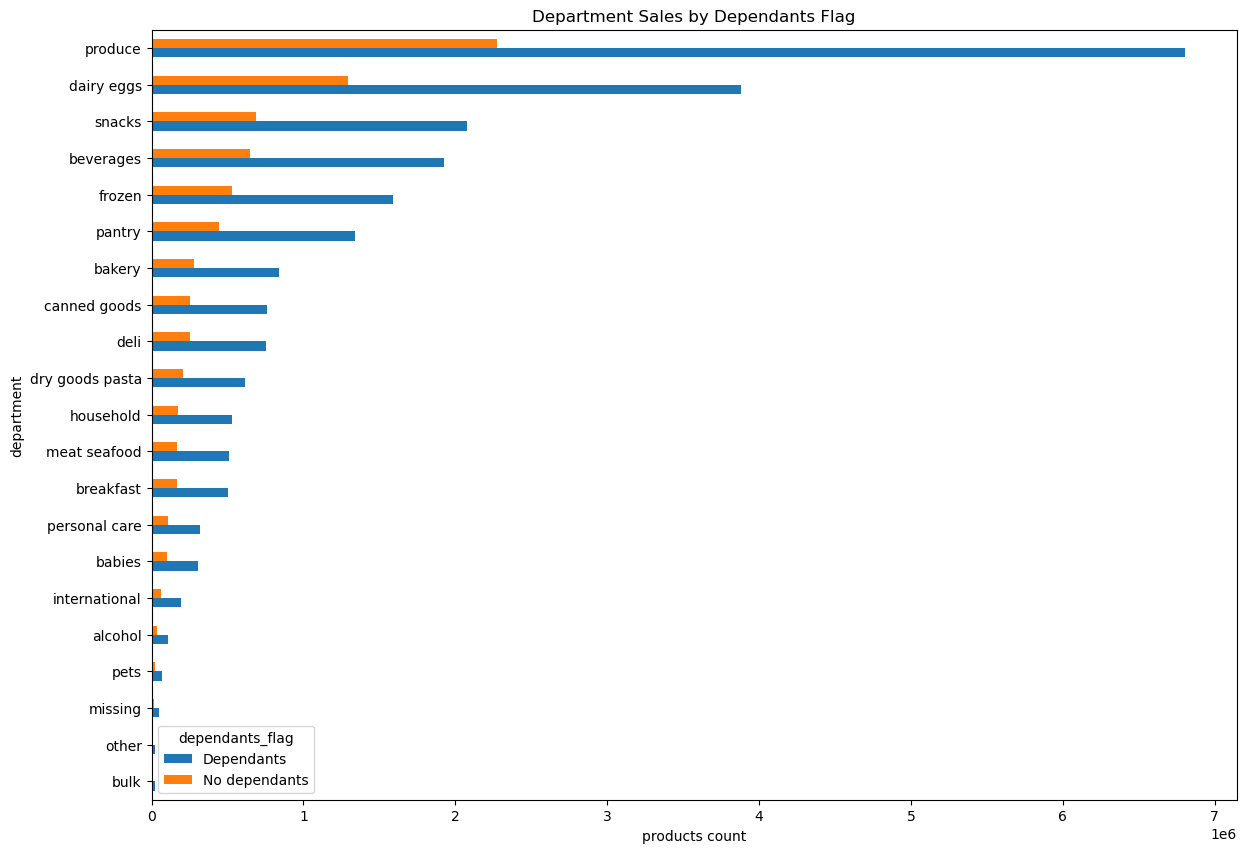 Department Sales by Dependants Flag
department
produce
dairy eggs
snacks
beverages
frozen
pantry
bakery
canned goods
deli
dry goods pasta
household
meat seafood
breakfast
personal care
babies
international
alcohol
pets
missing
other
bulk
dependants_flag
Dependants
No dependants
0 1 2 3 4 5 6 7
1e6
products count